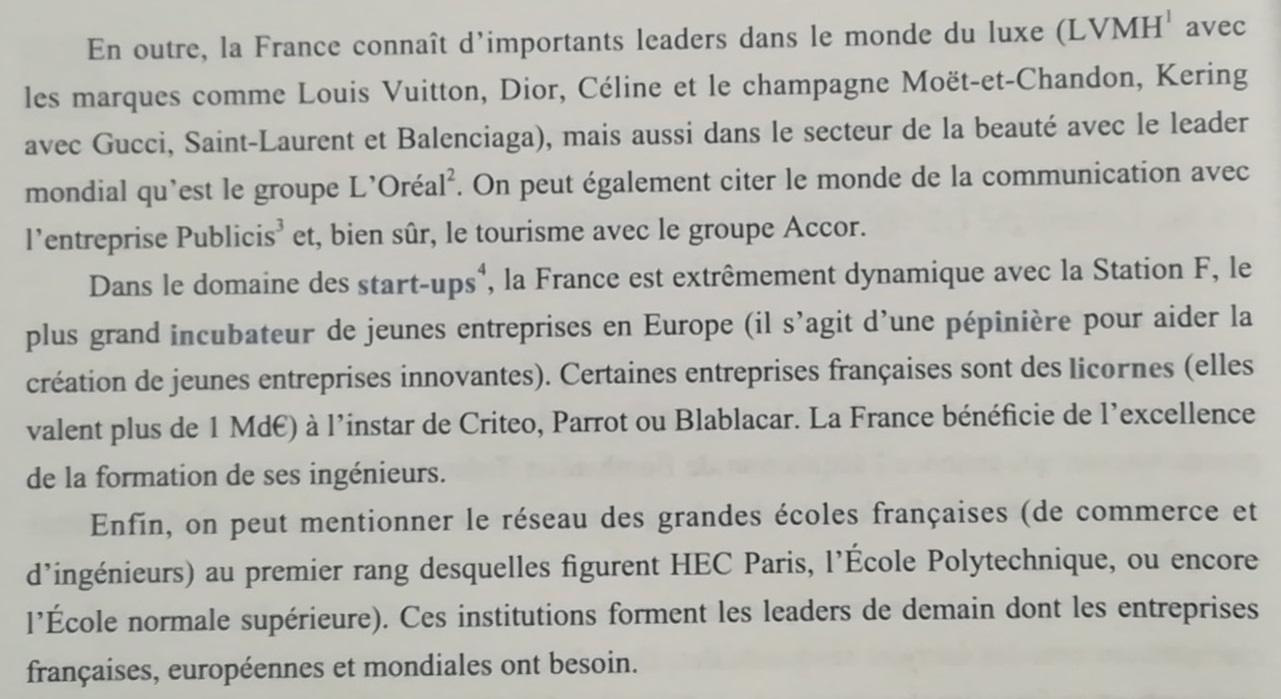 En outre, la France connaît d'importants leaders dans le monde du luxe (LVMH¹ avec
les marques comme Louis Vuitton, Dior, Céline et le champagne Moët-et-Chandon, Kering
avec Gucci, Saint-Laurent et Balenciaga), mais aussi dans le secteur de la beauté avec le leader
mondial qu'est le groupe L'Oréal². On peut également citer le monde de la communication avec
l'entreprise Publicis³ et, bien sûr, le tourisme avec le groupe Accor.
Dans le domaine des start-ups⁴, la France est extrêmement dynamique avec la Station F, le
plus grand incubateur de jeunes entreprises en Europe (il s'agit d'une pépinière pour aider la
création de jeunes entreprises innovantes). Certaines entreprises françaises sont des licornes (elles
valent plus de 1 Md€) à l'instar de Criteo, Parrot ou Blablacar. La France bénéficie de l'excellence
de la formation de ses ingénieurs.
Enfin, on peut mentionner le réseau des grandes écoles françaises (de commerce et
d'ingénieurs) au premier rang desquelles figurent HEC Paris, l'École Polytechnique, ou encore
l'École normale supérieure). Ces institutions forment les leaders de demain dont les entreprises
françaises, européennes et mondiales ont besoin.